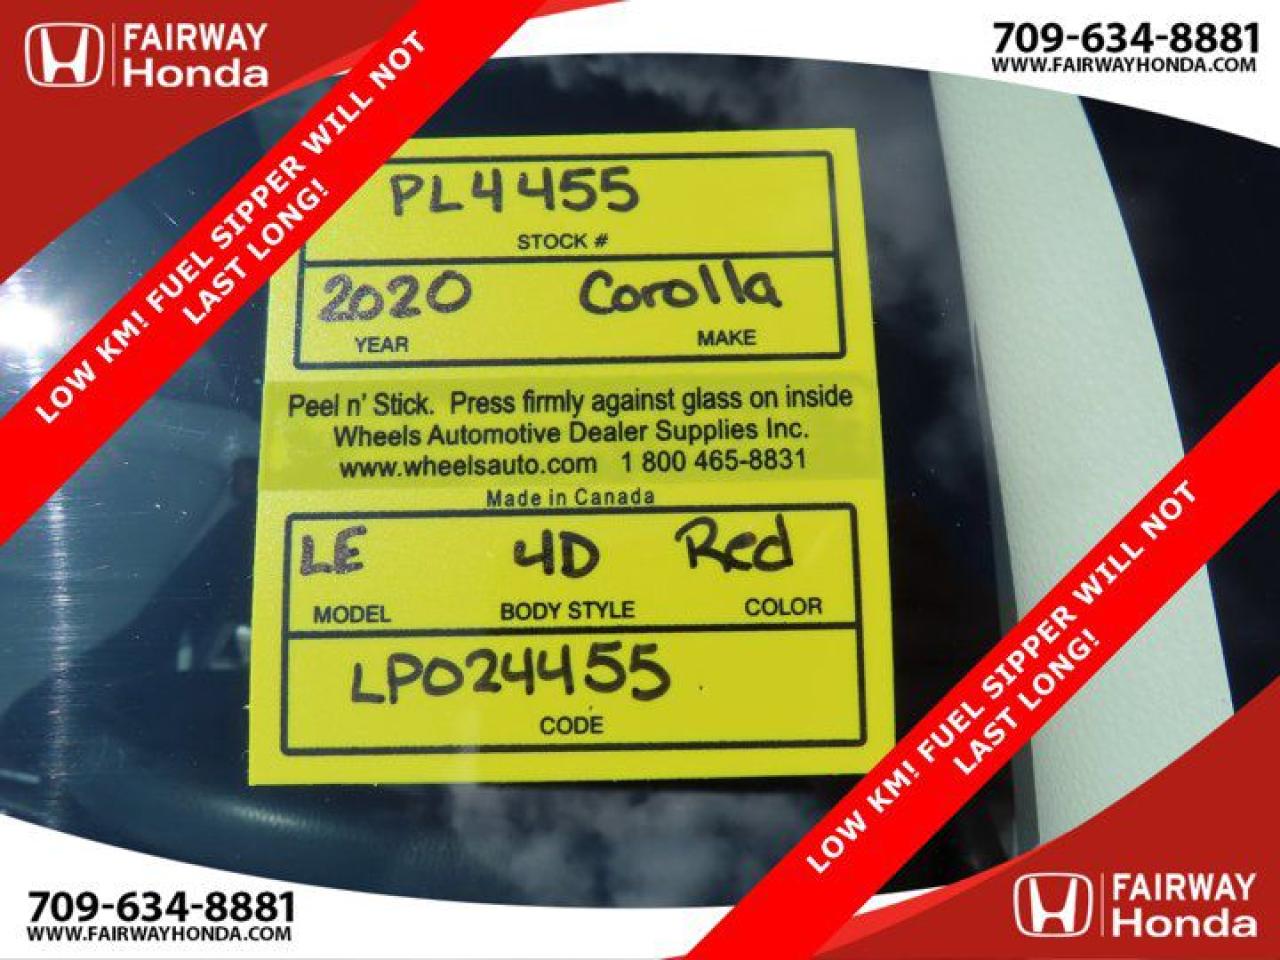 FAIRWAY
Honda
709-634-8881
WWW.FAIRWAYHONDA.COM
LOW KM! FUEL SIPPER WILL NOT
LAST LONG!
PL4455
STOCK #
2020 Corolla
YEAR MAKE
Peel n' Stick. Press firmly against glass on inside
Wheels Automotive Dealer Supplies Inc.
www.wheelsauto.com 1 800 465-8831
Made in Canada
LE 4D Red
MODEL BODY STYLE COLOR
LP024455
CODE
LOW KM! FUEL SIPPER WILL NOT
LAST LONG!
709-634-8881
WWW.FAIRWAYHONDA.COM
FAIRWAY
Honda